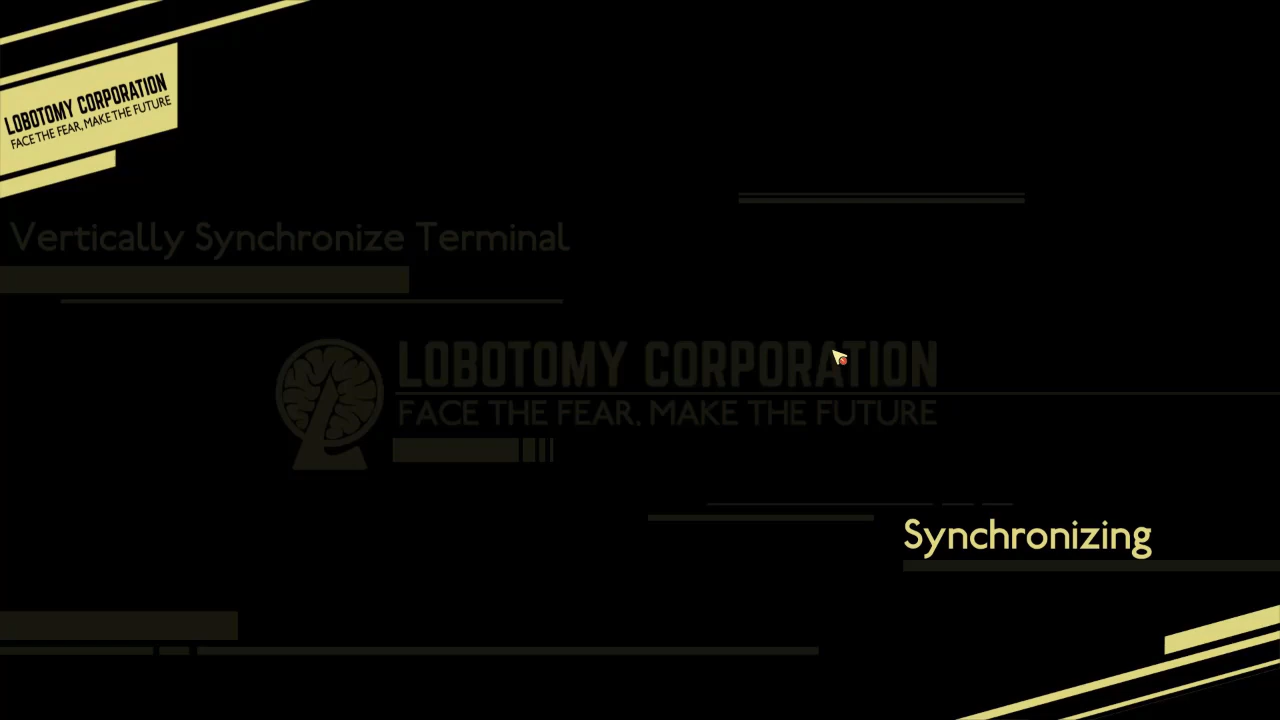 LOBOTOMY CORPORATION
FACE THE FEAR, MAKE THE FUTURE
Vertically Synchronize Terminal
LOBOTOMY CORPORATION
FACE THE FEAR, MAKE THE FUTURE
Synchronizing